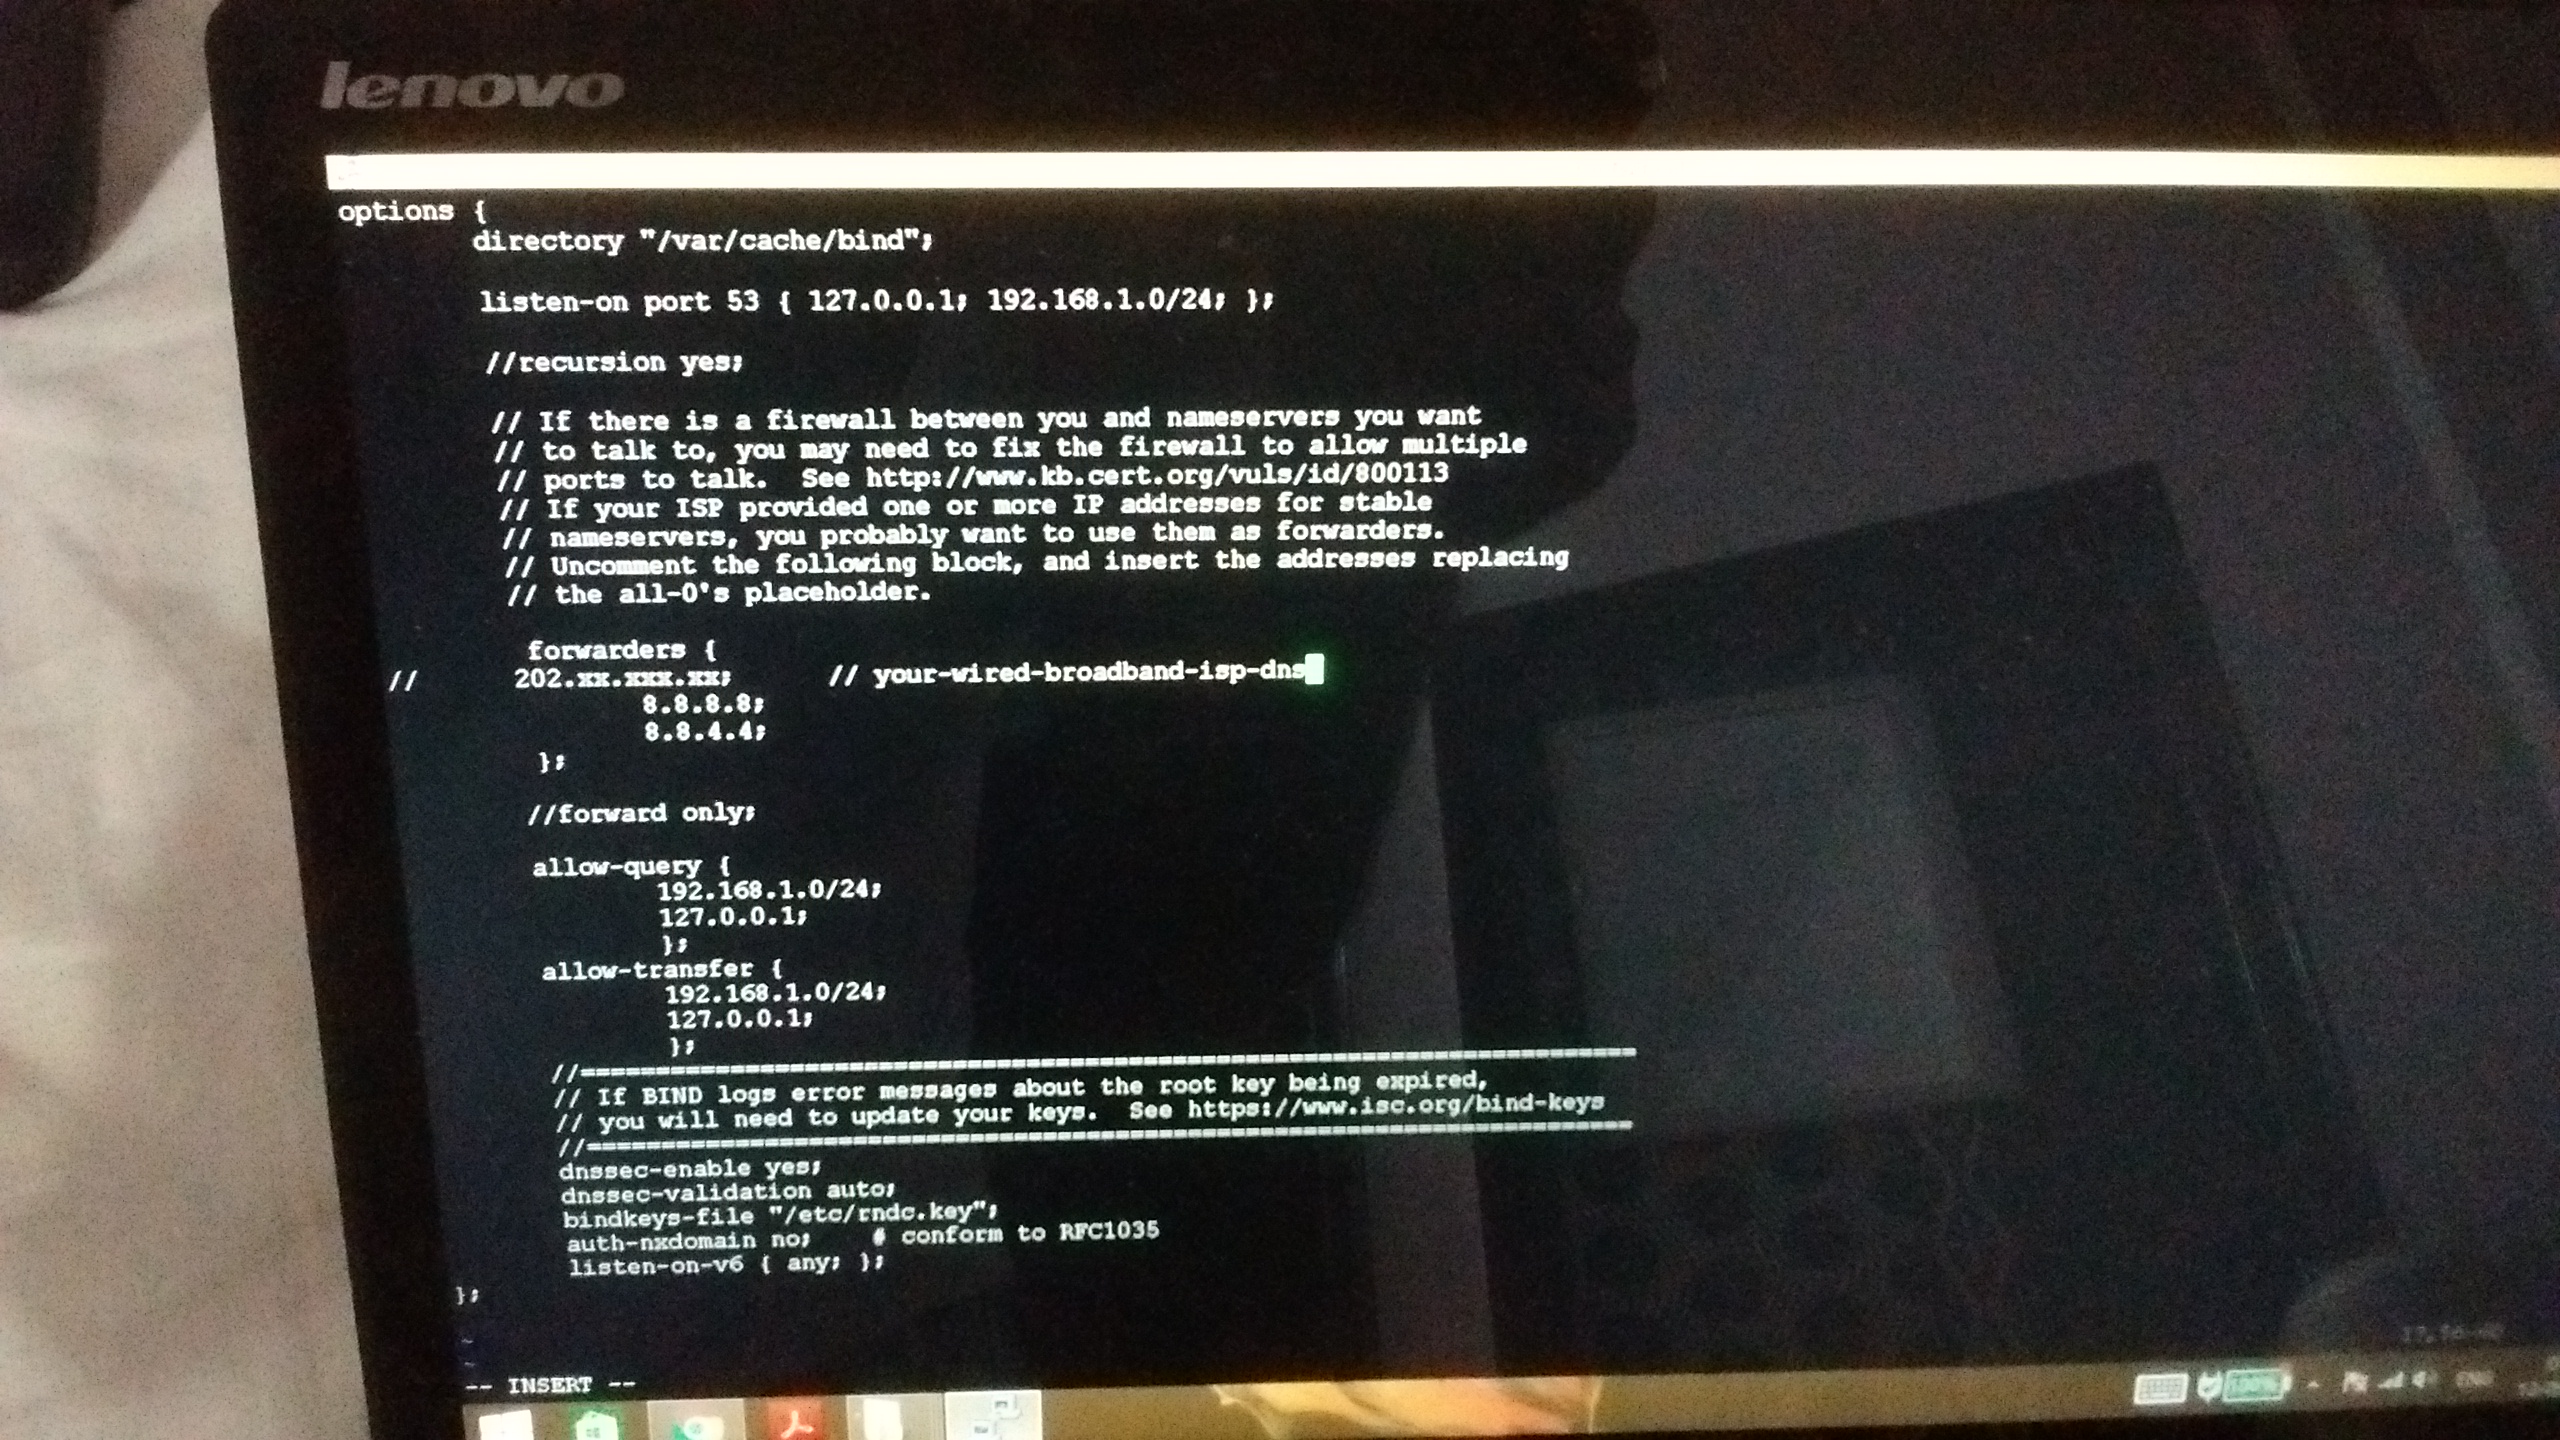 lenovo
options {
directory "/var/cache/bind";
listen-on port 53 { 127.0.0.1; 192.168.1.0/24; };
//recursion yes;
// If there is a firewall between you and nameservers you want
// to talk to, you may need to fix the firewall to allow multiple
// ports to talk.  See http://www.kb.cert.org/vuls/id/800113
// If your ISP provided one or more IP addresses for stable
// nameservers, you probably want to use them as forwarders.
// Uncomment the following block, and insert the addresses replacing
// the all-0's placeholder.
forwarders {
// 202.xx.xxx.xx; // your-wired-broadband-isp-dns
8.8.8.8;
8.8.4.4;
};
//forward only;
allow-query {
192.168.1.0/24;
127.0.0.1;
};
allow-transfer {
192.168.1.0/24;
127.0.0.1;
};
//========================================================================
// If BIND logs error messages about the root key being expired,
// you will need to update your keys.  See https://www.isc.org/bind-keys
//========================================================================
dnssec-enable yes;
dnssec-validation auto;
bindkeys-file "/etc/rndc.key";
auth-nxdomain no; # conform to RFC1035
listen-on-v6 { any; };
};
~
~
-- INSERT --
100%
ENG